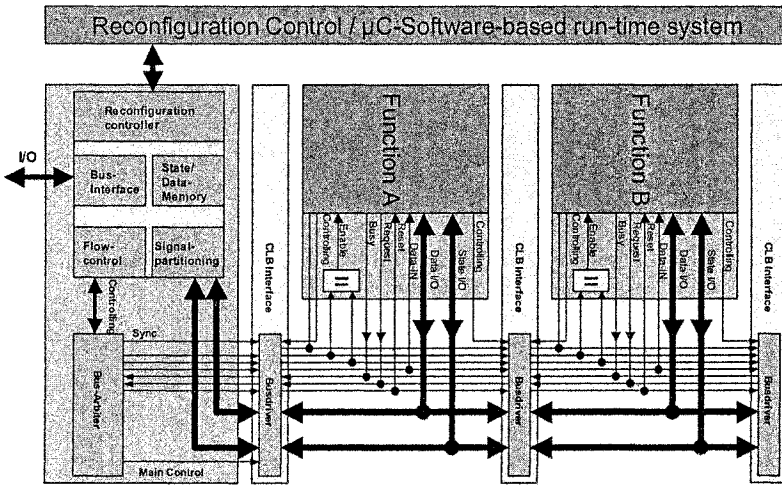 Reconfiguration Control / µC-Software-based run-time system
Reconfiguration
controller
I/O
Bus-
Interface
State/
Data-
Memory
Flow-
control
Signal-
partitioning
Controlling
Sync
Bus-Arbiter
Main Control
CLB Interface
Busdriver
Function A
Controlling
Enable
=
Busy
Request
Reset
Data-IN
Data I/O
State I/O
Controlling
CLB Interface
Busdriver
Function B
Controlling
Enable
=
Busy
Request
Reset
Data-IN
Data I/O
State I/O
Controlling
CLB Interface
Busdriver